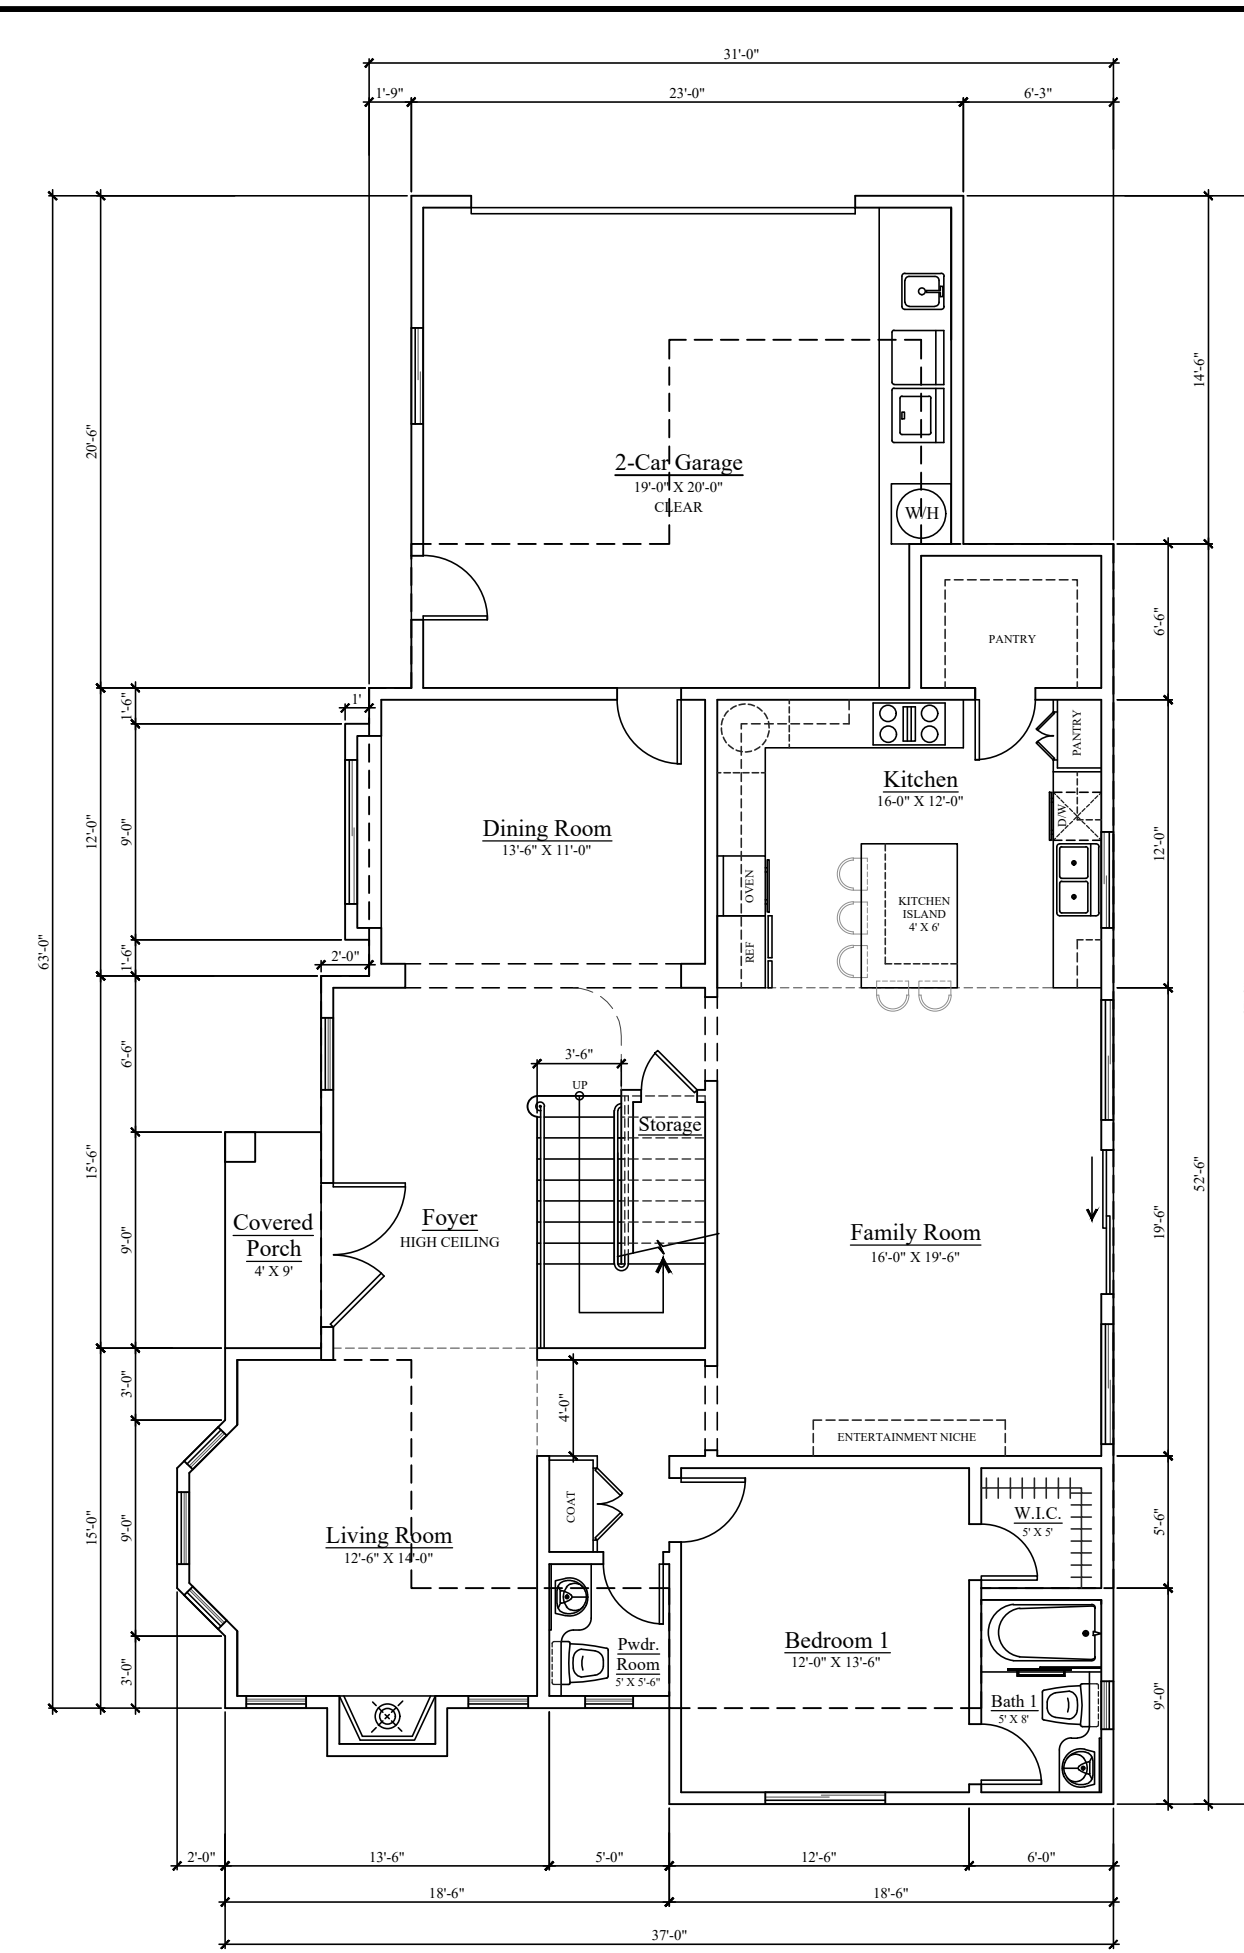 31'-0"
1'-9"
23'-0"
6'-3"
14'-6"
20'-6"
2-Car Garage
19'-0" X 20'-0"
CLEAR
W/H
6'-6"
PANTRY
1'-6"
1'
PANTRY
Kitchen
16-0" X 12'-0"
D/W
Dining Room
13'-6" X 11'-0"
12'-0"
9'-0"
12'-0"
OVEN
KITCHEN
ISLAND
4' X 6'
REF
63'-0"
1'-6"
2'-0"
6'-6"
3'-6"
UP
Storage
15'-6"
52'-6"
9'-0"
Covered
Porch
4' X 9'
Foyer
HIGH CEILING
Family Room
16'-0" X 19'-6"
19'-6"
3'-0"
4'-0"
ENTERTAINMENT NICHE
COAT
W.I.C.
5' X 5'
5'-6"
15'-0"
9'-0"
Living Room
12'-6" X 14'-0"
Pwdr.
Room
5' X 5'-6"
Bedroom 1
12'-0" X 13'-6"
3'-0"
Bath 1
5' X 8'
9'-0"
2'-0"
13'-6"
5'-0"
12'-6"
6'-0"
18'-6"
18'-6"
37'-0"